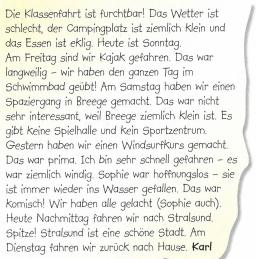 Die Klassenfahrt ist furchtbar! Das Wetter ist
schlecht, der Campingplatz ist ziemlich klein und
das Essen ist eklig. Heute ist Sonntag.
Am Freitag sind wir Kajak gefahren. Das war
langweilig – wir haben den ganzen Tag im
Schwimmbad geübt! Am Samstag haben wir einen
Spaziergang in Breege gemacht. Das war nicht
sehr interessant, weil Breege ziemlich klein ist. Es
gibt keine Spielhalle und kein Sportzentrum.
Gestern haben wir einen Windsurfkurs gemacht.
Das war prima. Ich bin sehr schnell gefahren – es
war ziemlich windig. Sophie war hoffnungslos – sie
ist immer wieder ins Wasser gefallen. Das war
komisch! Wir haben alle gelacht (Sophie auch).
Heute Nachmittag fahren wir nach Stralsund.
Spitze! Stralsund ist eine schöne Stadt. Am
Dienstag fahren wir zurück nach Hause. Karl